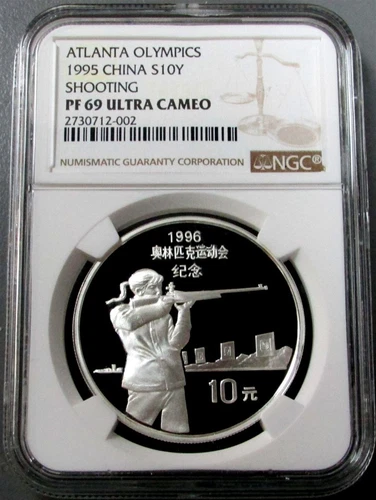 ATLANTA OLYMPICS
1995 CHINA S10Y
SHOOTING
PF 69 ULTRA CAMEO
2730712-002
NUMISMATIC GUARANTY CORPORATION
NGC®
1996
奥林匹克运动会
纪念
10元